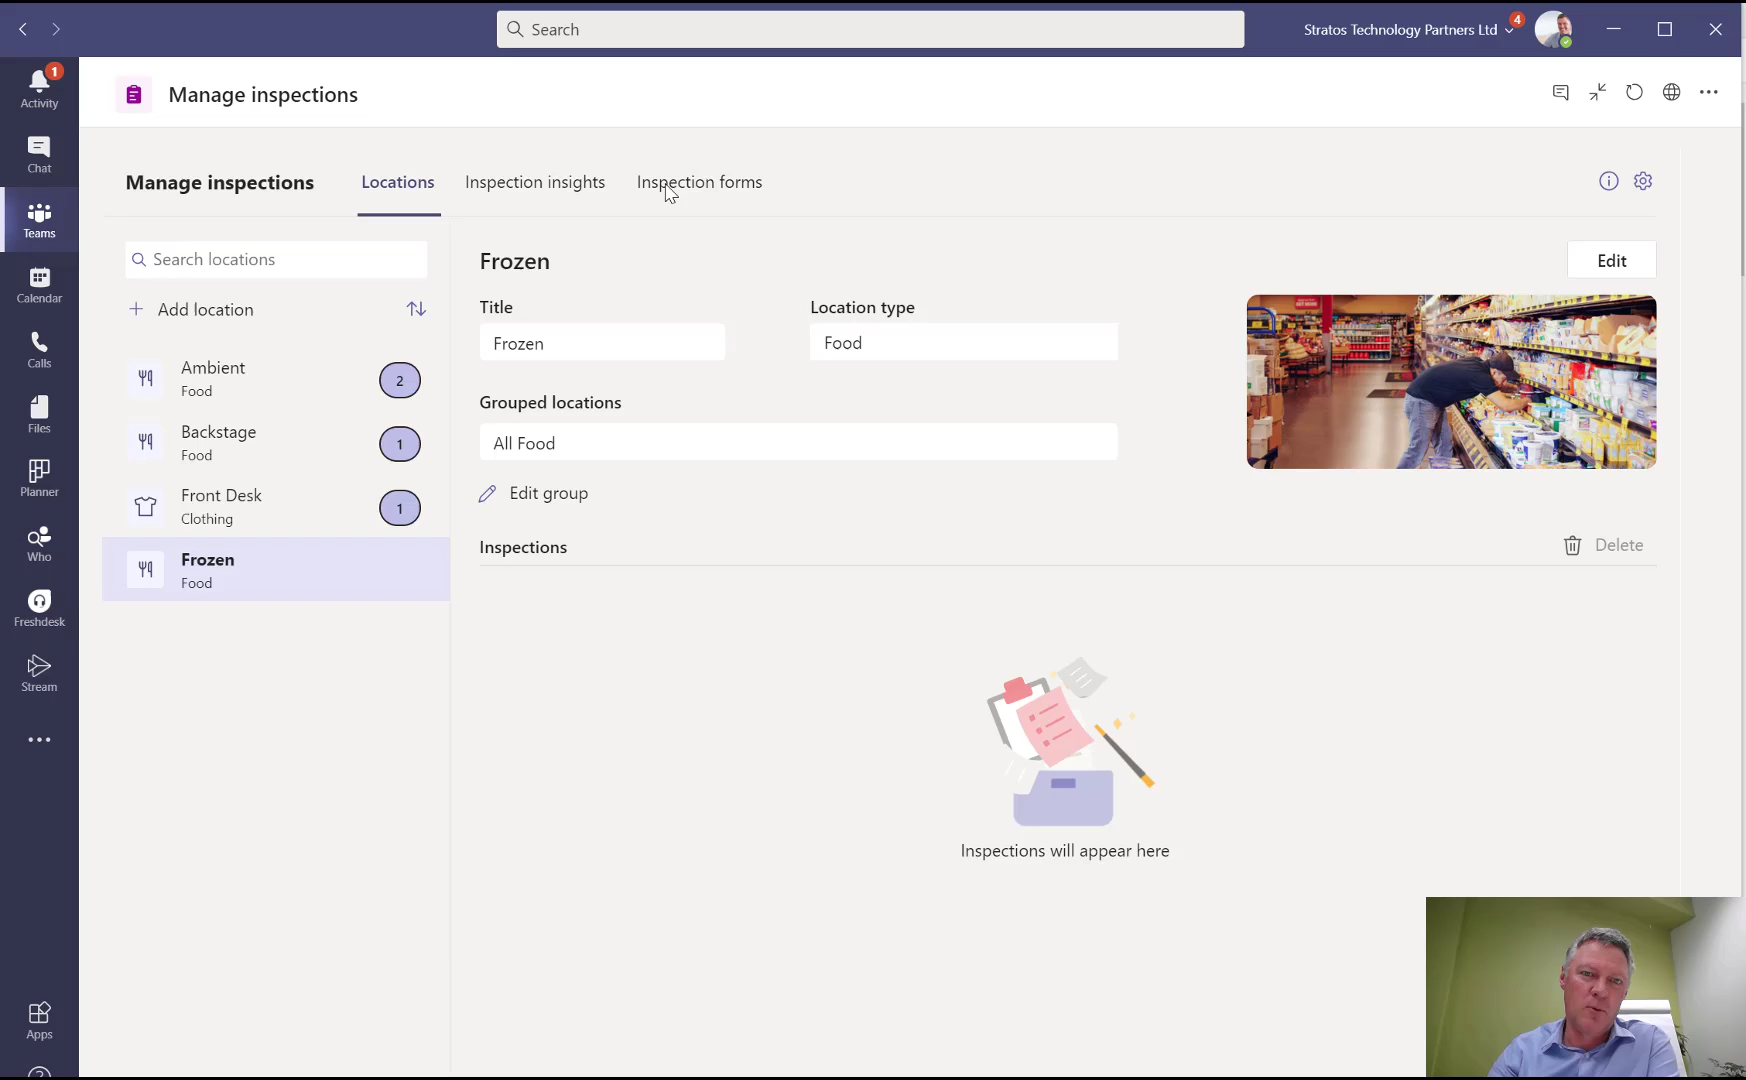 Search
Stratos Technology Partners Ltd
4
1
Activity
Chat
Teams
Calendar
Calls
Files
Planner
Who
Freshdesk
Stream
Apps
Manage inspections
Manage inspections
Locations
Inspection insights
Inspection forms
Search locations
Add location
Ambient
Food
2
Backstage
Food
1
Front Desk
Clothing
1
Frozen
Food
Frozen
Edit
Title
Location type
Frozen
Food
Grouped locations
All Food
Edit group
Inspections
Delete
Inspections will appear here